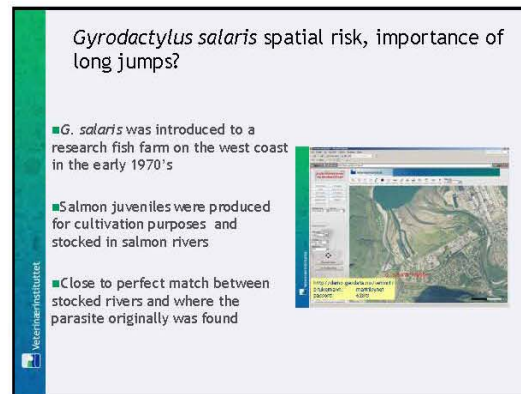 Gyrodactylus salaris spatial risk, importance of
long jumps?
G. salaris was introduced to a
research fish farm on the west coast
in the early 1970's
Salmon juveniles were produced
for cultivation purposes and
stocked in salmon rivers
Close to perfect match between
stocked rivers and where the
parasite originally was found
Veterinærinstituttet